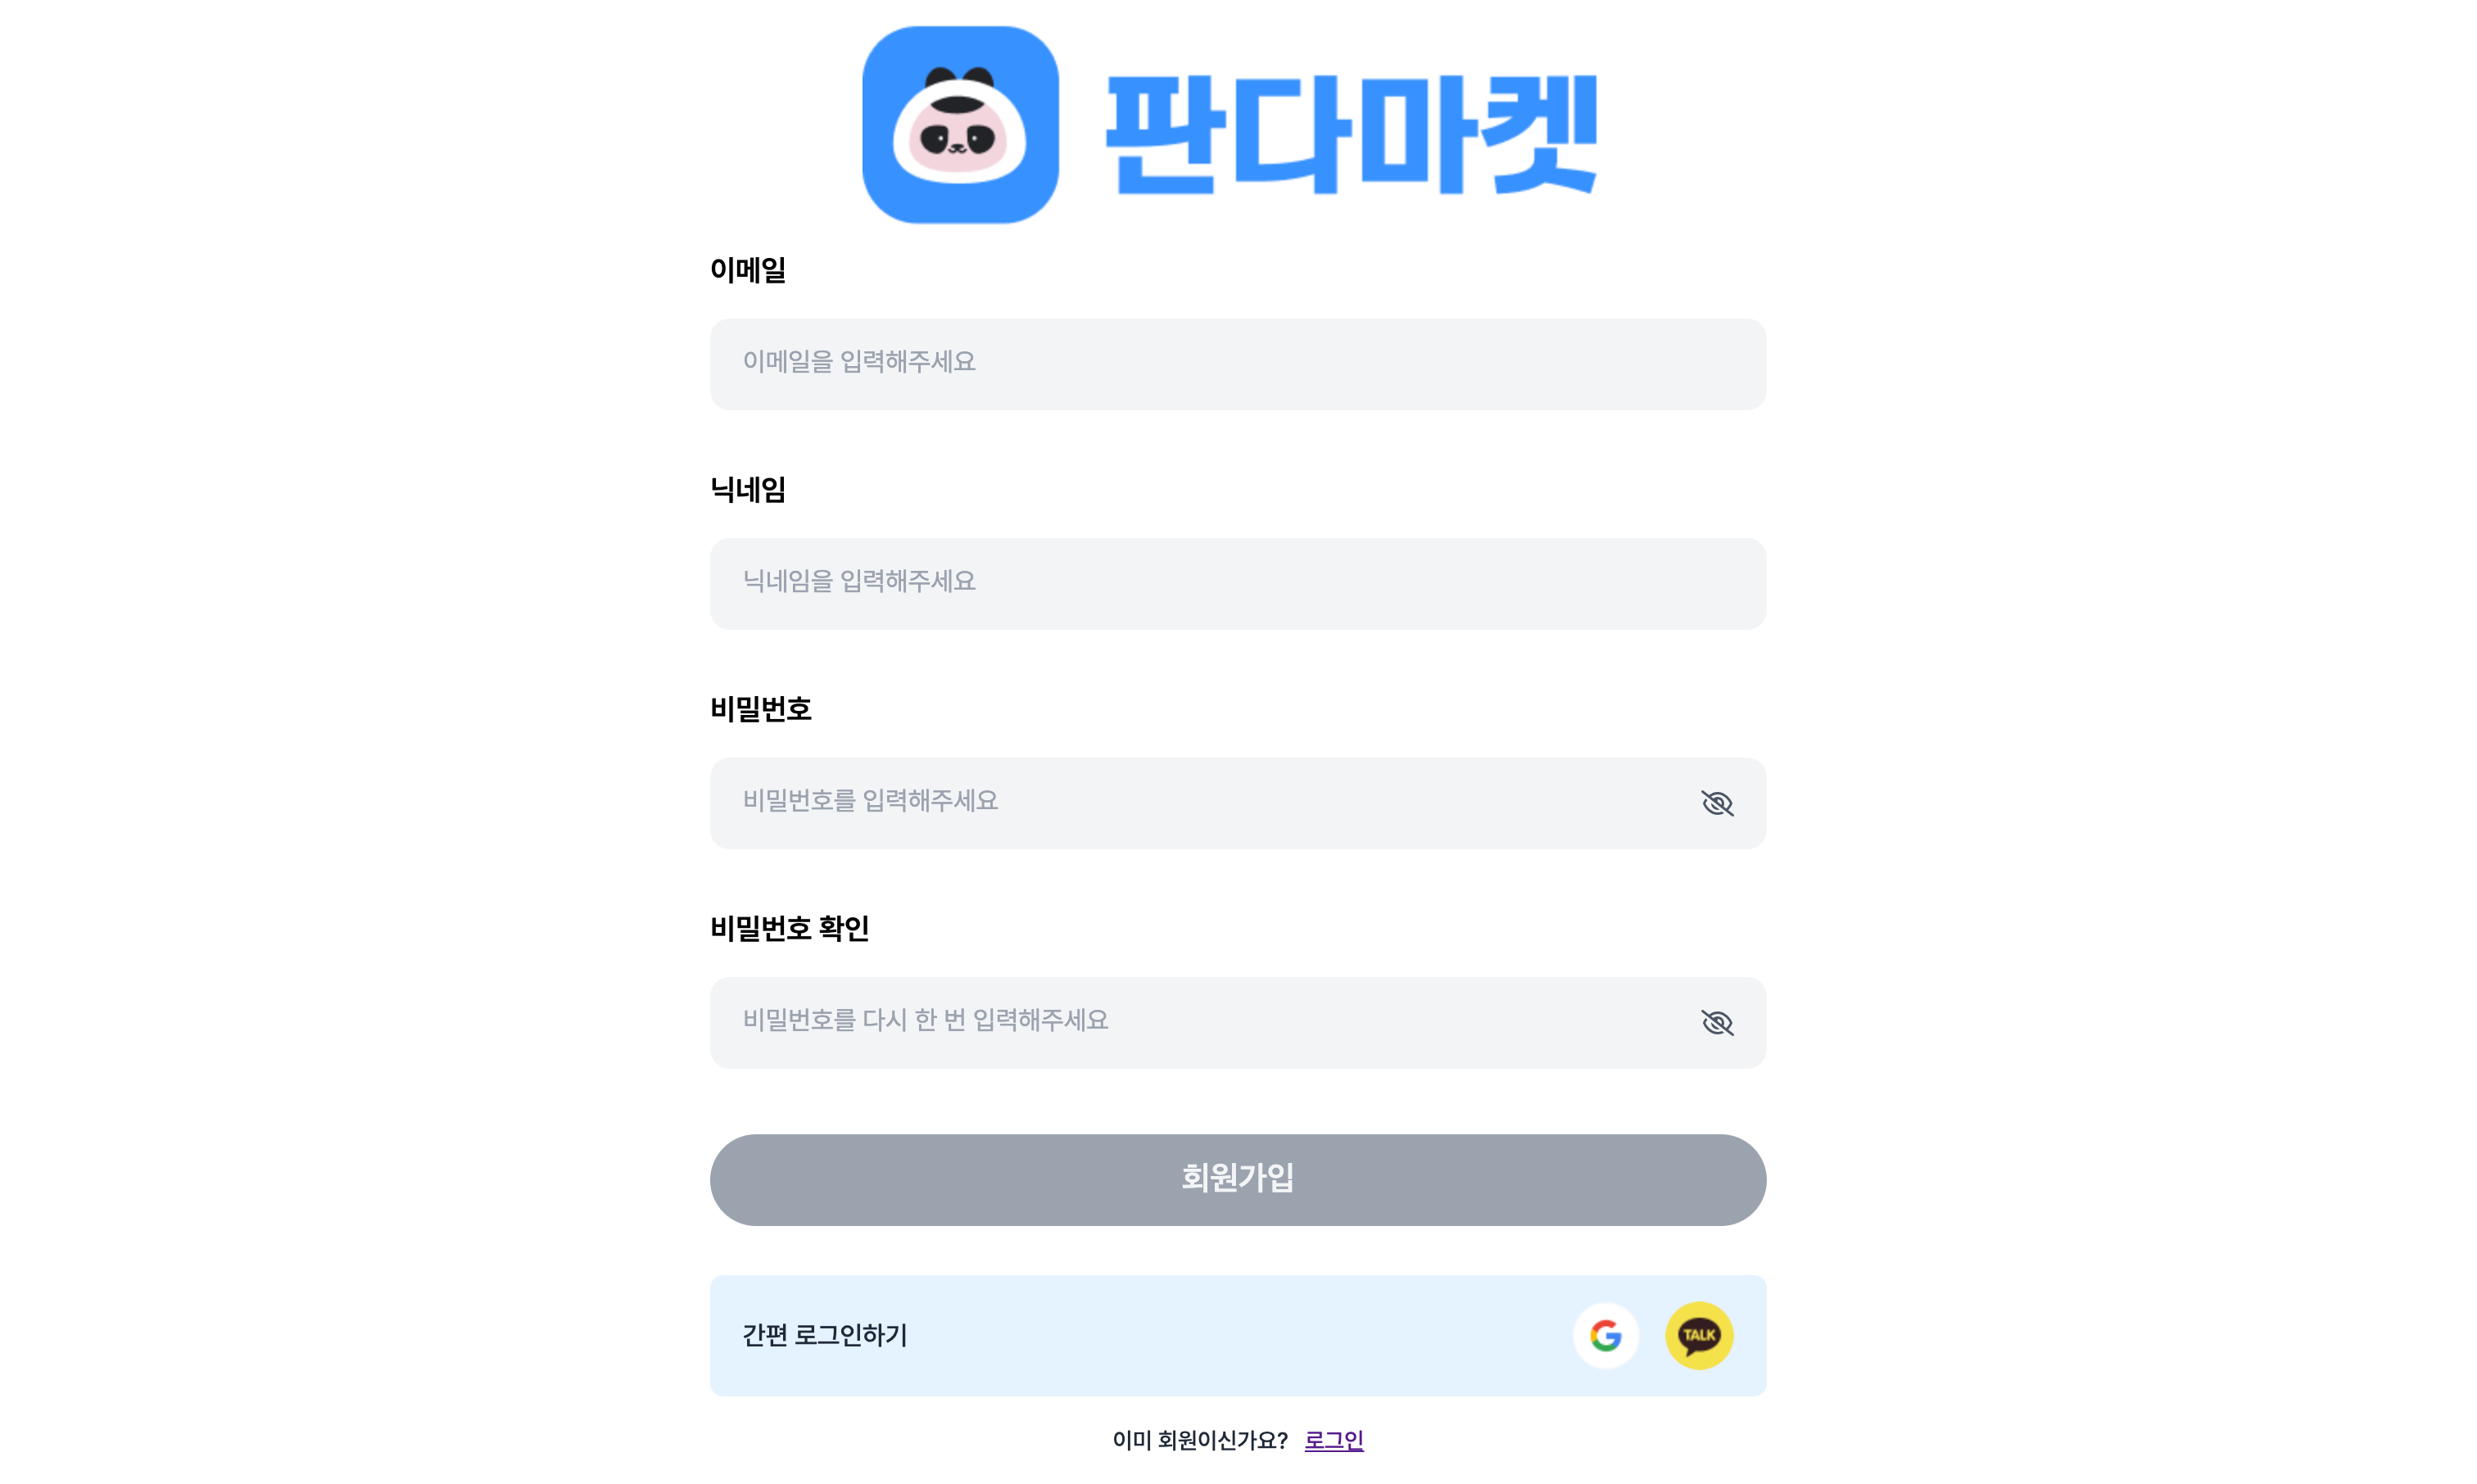 판다마켓
이메일
이메일을 입력해주세요
닉네임
닉네임을 입력해주세요
비밀번호
비밀번호를 입력해주세요
비밀번호 확인
비밀번호를 다시 한 번 입력해주세요
회원가입
간편 로그인하기
G
TALK
이미 회원이신가요? 로그인